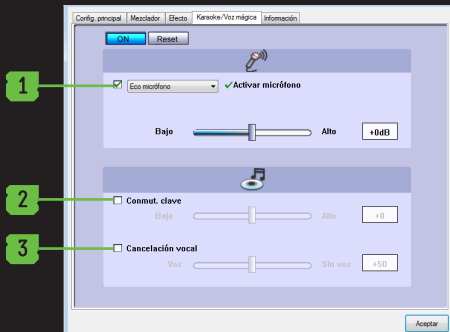 Config. principal Mezclador Efecto Karaoke/Voz mágica Información
ON Reset
1 Eco micrófono Activar micrófono
Bajo Alto +0dB
2 Conmut. clave
Bajo Alto +0
3 Cancelación vocal
Voz Sin voz +50
Aceptar